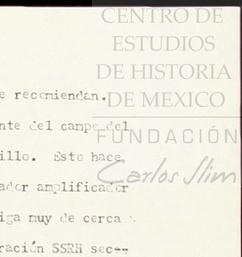 CENTRO DE
ESTUDIOS
DE HISTORIA
DE MEXICO
FUNDACIÓN
Carlos Slim
e recomiendan.
nte del campo del
illo. Esto hace
ador amplificador
iga muy de cerca
ración SSRH sec